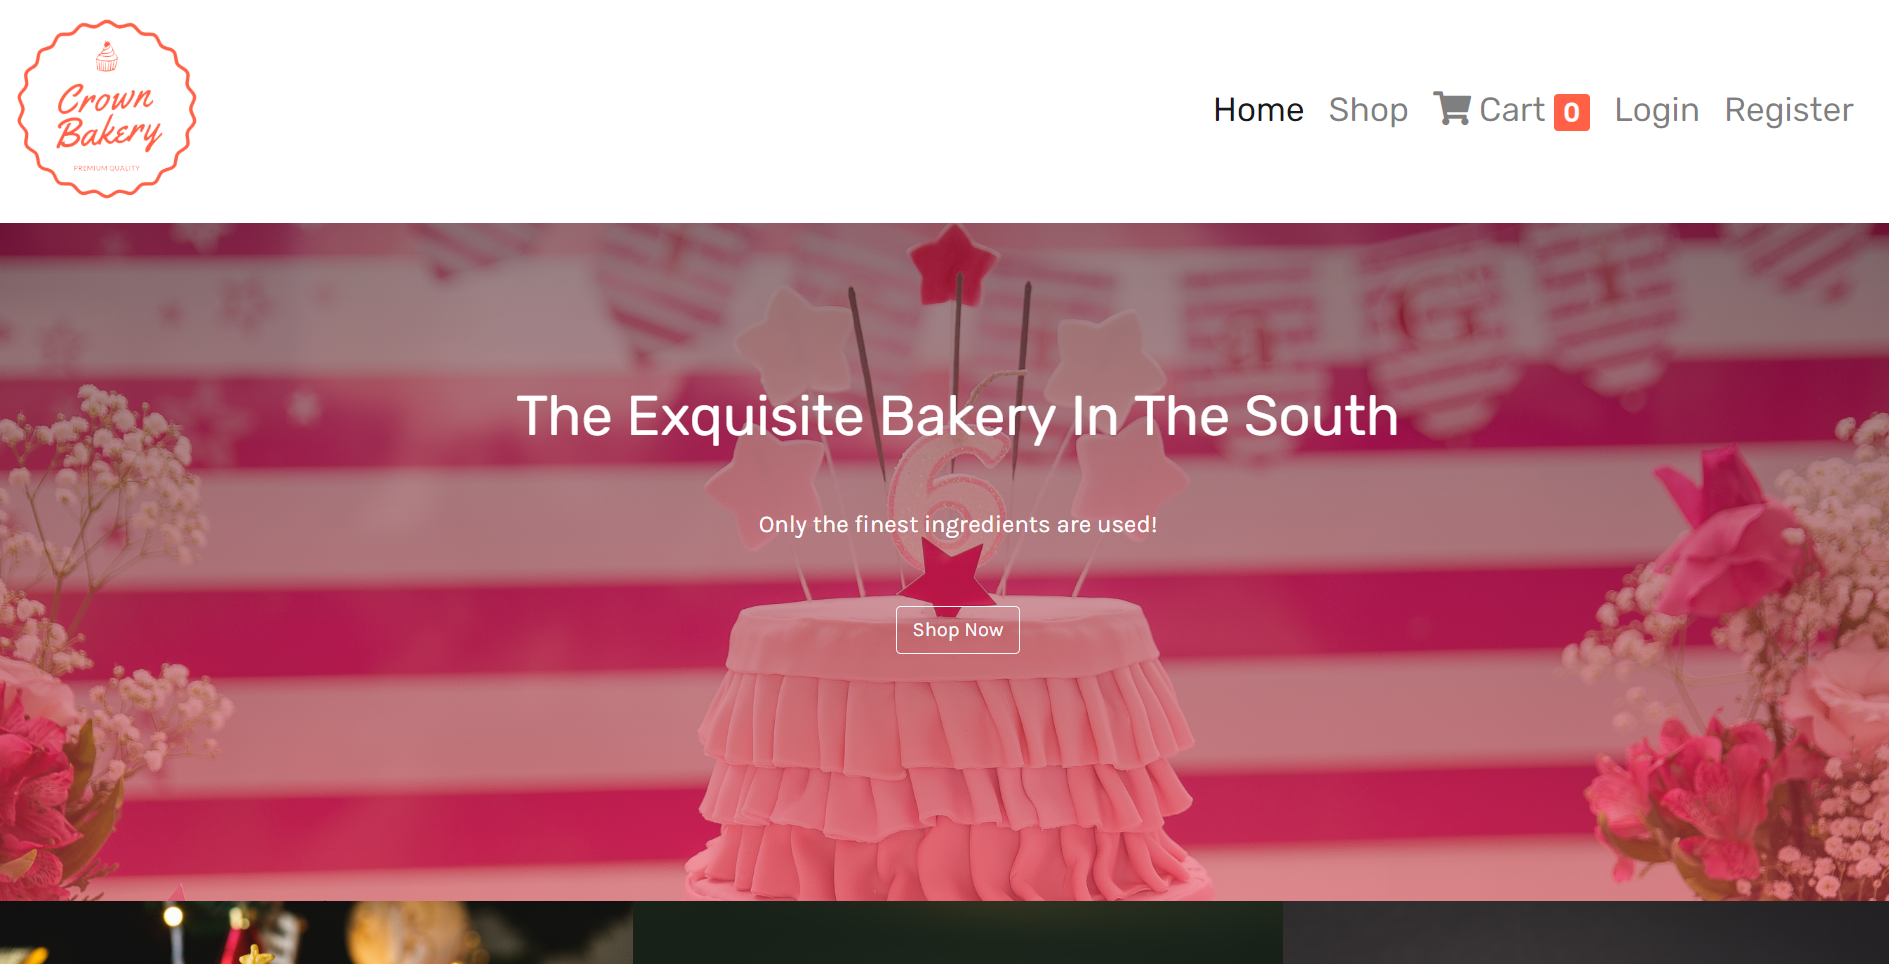 Crown
Bakery
PREMIUM QUALITY
Home Shop Cart 0 Login Register
The Exquisite Bakery In The South
6
Only the finest ingredients are used!
Shop Now